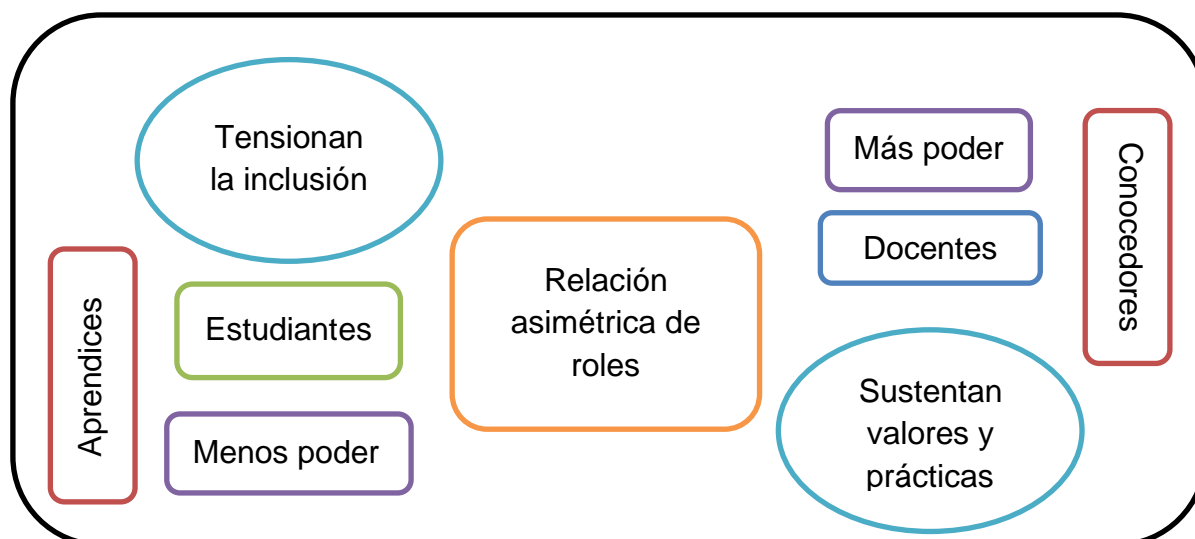 Tensionan
la inclusión
Aprendices
Estudiantes
Menos poder
Relación
asimétrica de
roles
Más poder
Docentes
Conocedores
Sustentan
valores y
prácticas